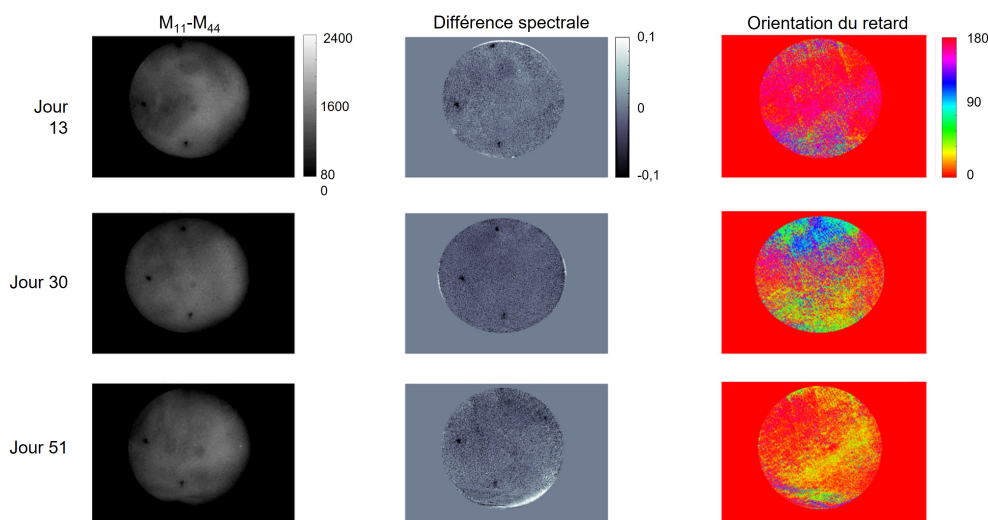 M₁₁-M₄₄
Différence spectrale
Orientation du retard
Jour
13
2400
1600
80
0
0,1
0
-0,1
180
90
0
Jour 30
Jour 51